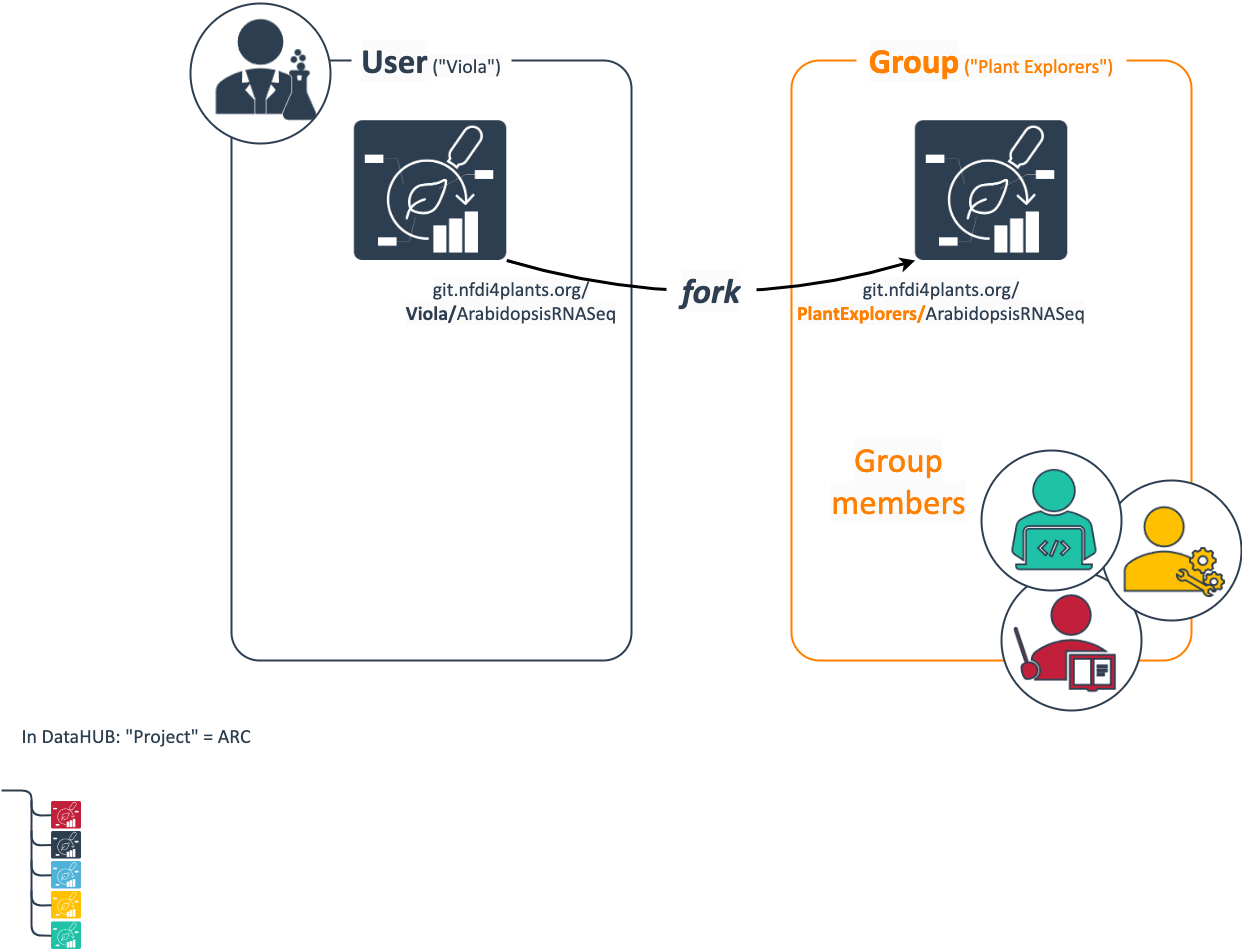 User ("Viola")
Group ("Plant Explorers")
git.nfdi4plants.org/
Viola/ArabidopsisRNASeq
fork
git.nfdi4plants.org/
PlantExplorers/ArabidopsisRNASeq
Group
members
</>
In DataHUB: "Project" = ARC